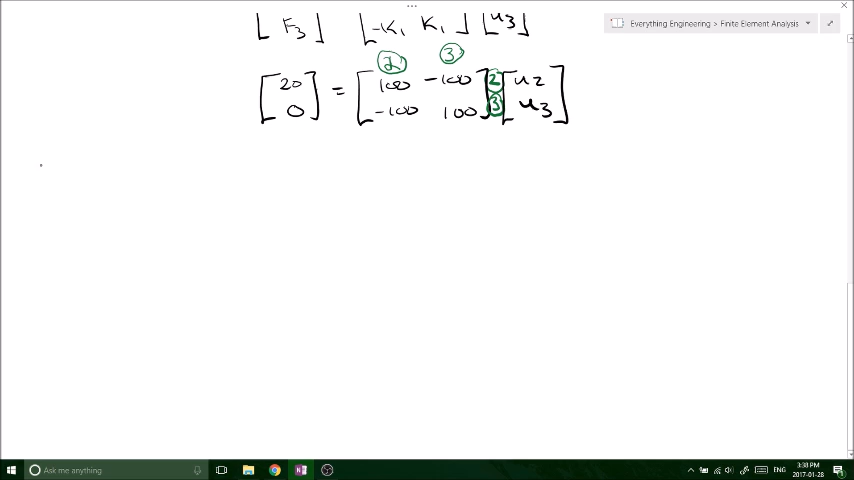 Everything Engineering > Finite Element Analysis
[ F₃ ] [ -K₁ K₁ ] [ u₃ ]
② ③
[ 20 ] = [ 100 -100 ] ② [ u₂ ]
[ 0 ] [ -100 100 ] ③ [ u₃ ]
Ask me anything
ENG
3:38 PM
2017-01-28